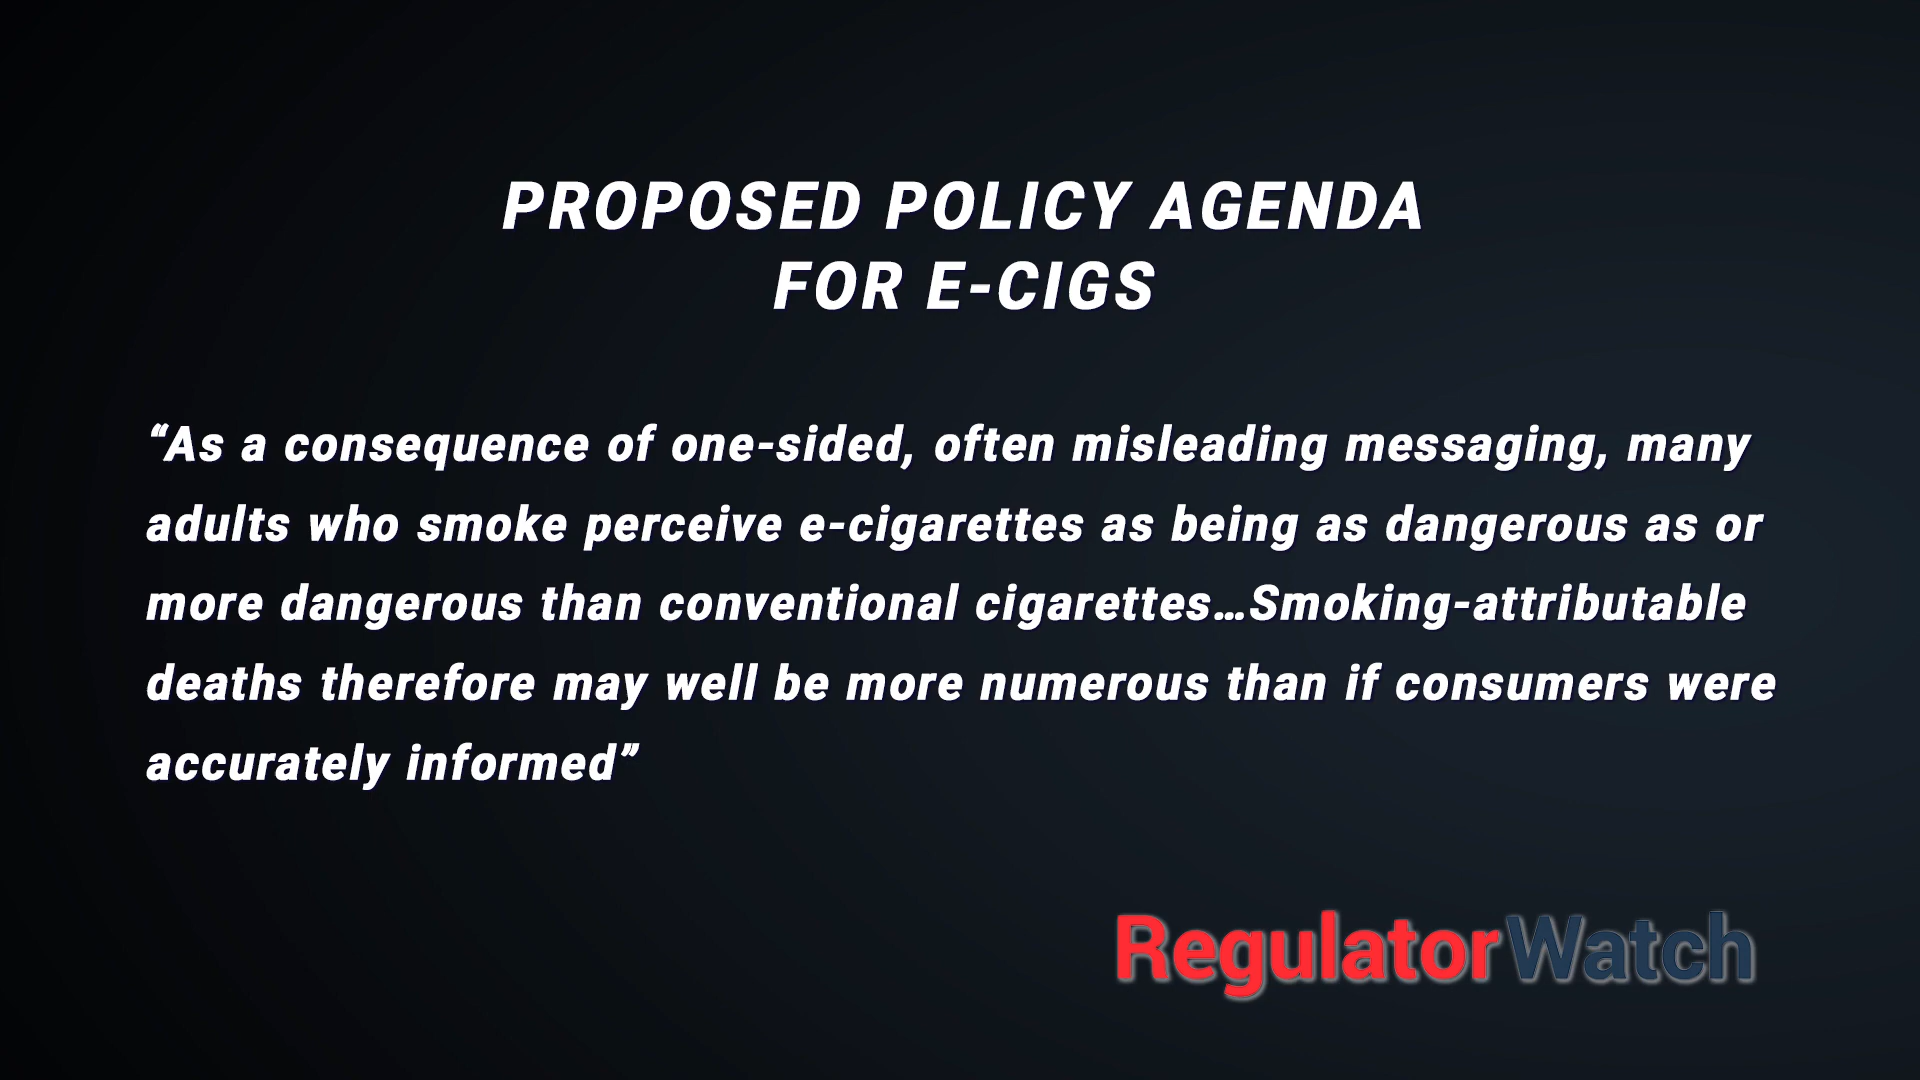 PROPOSED POLICY AGENDA
FOR E-CIGS
“As a consequence of one-sided, often misleading messaging, many
adults who smoke perceive e-cigarettes as being as dangerous as or
more dangerous than conventional cigarettes…Smoking-attributable
deaths therefore may well be more numerous than if consumers were
accurately informed”
RegulatorWatch